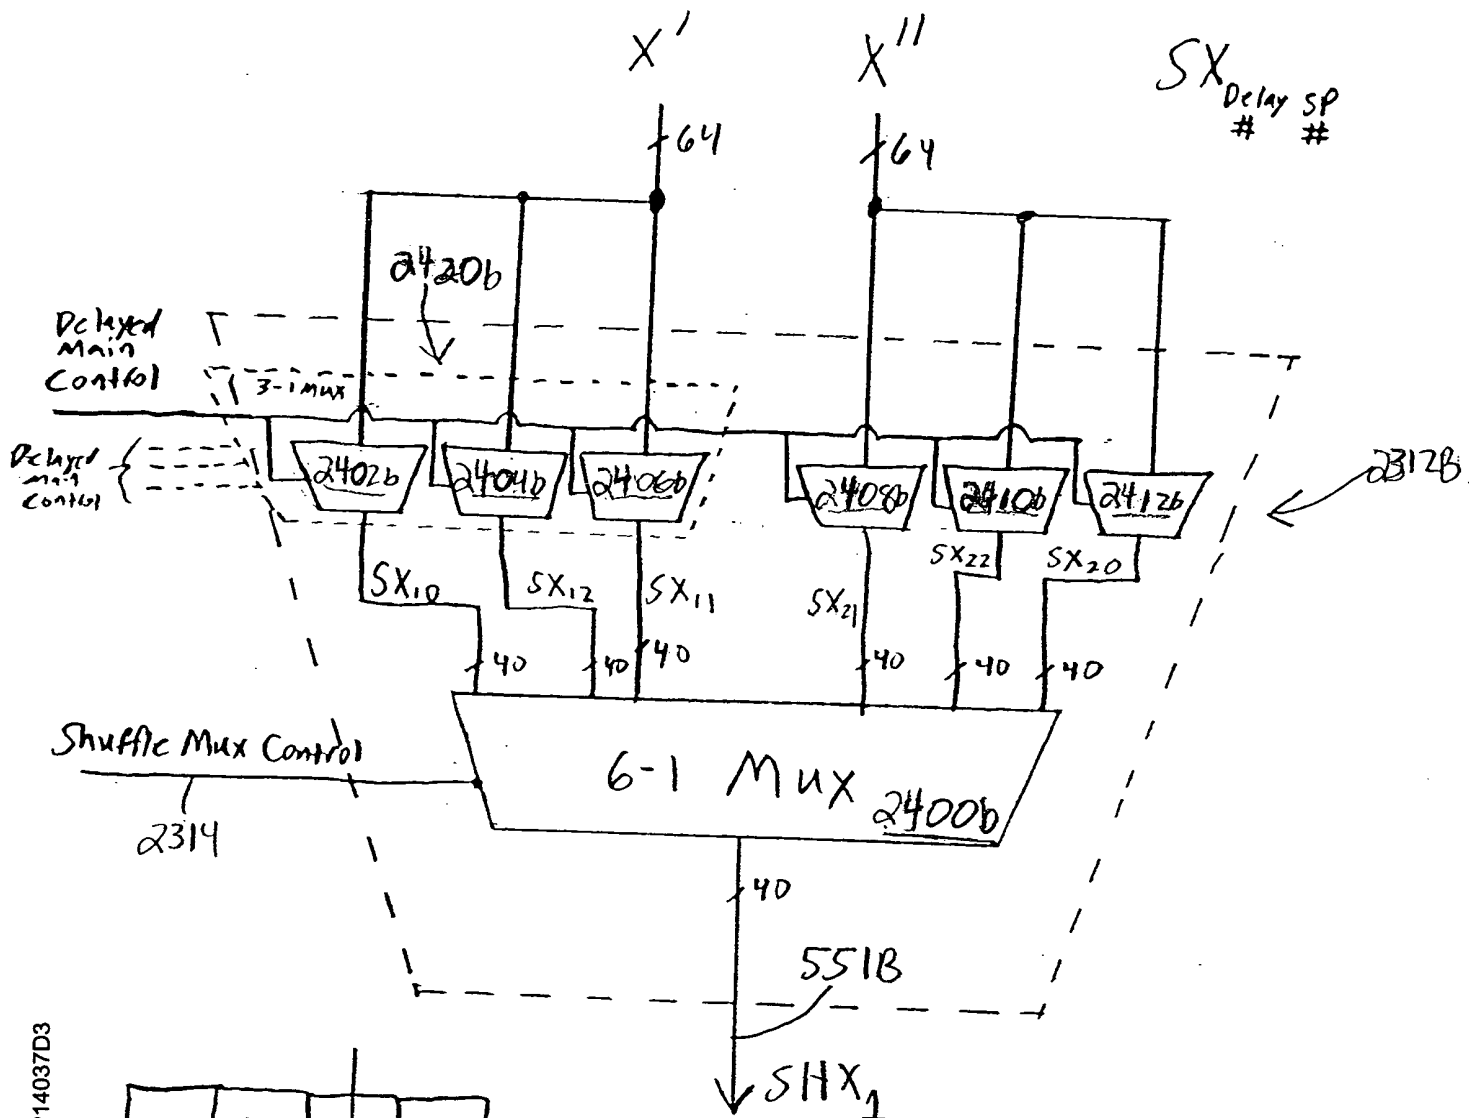 X' X''
SX Delay SP
# #
64 64
2420b
Delayed
Main
Control
3-1 Mux
Delayed
main
control
2402b 2404b 2406b 2408b 2410b 2412b
2312B
SX10 SX12 SX11 SX21 SX22 SX20
40 40 40 40 40 40
Shuffle Mux Control
6-1 Mux
2400b
2314
40
551B
SHX1
14037D3